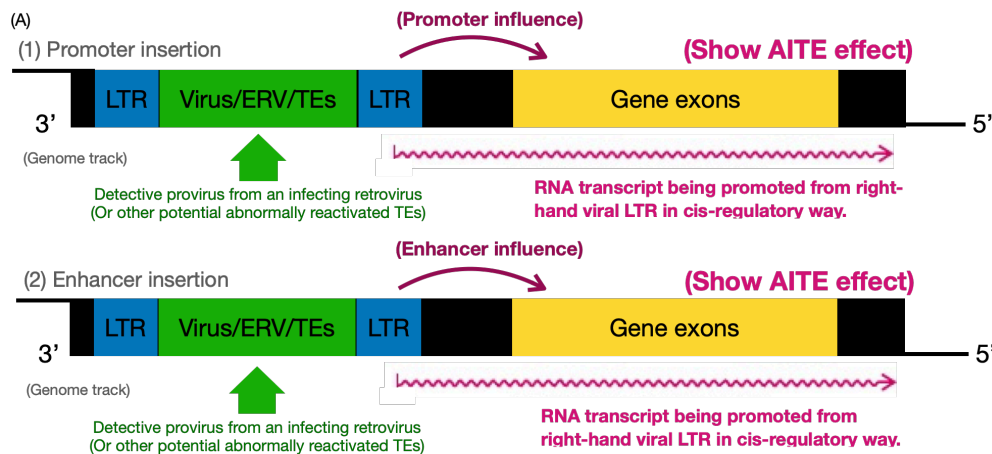 (A)
(Promoter influence)
(1) Promoter insertion
(Show AITE effect)
LTR
Virus/ERV/TEs
LTR
Gene exons
3’
5’
(Genome track)
Detective provirus from an infecting retrovirus
(Or other potential abnormally reactivated TEs)
RNA transcript being promoted from right-
hand viral LTR in cis-regulatory way.
(Enhancer influence)
(2) Enhancer insertion
(Show AITE effect)
LTR
Virus/ERV/TEs
LTR
Gene exons
3’
5’
(Genome track)
Detective provirus from an infecting retrovirus
(Or other potential abnormally reactivated TEs)
RNA transcript being promoted from
right-hand viral LTR in cis-regulatory way.